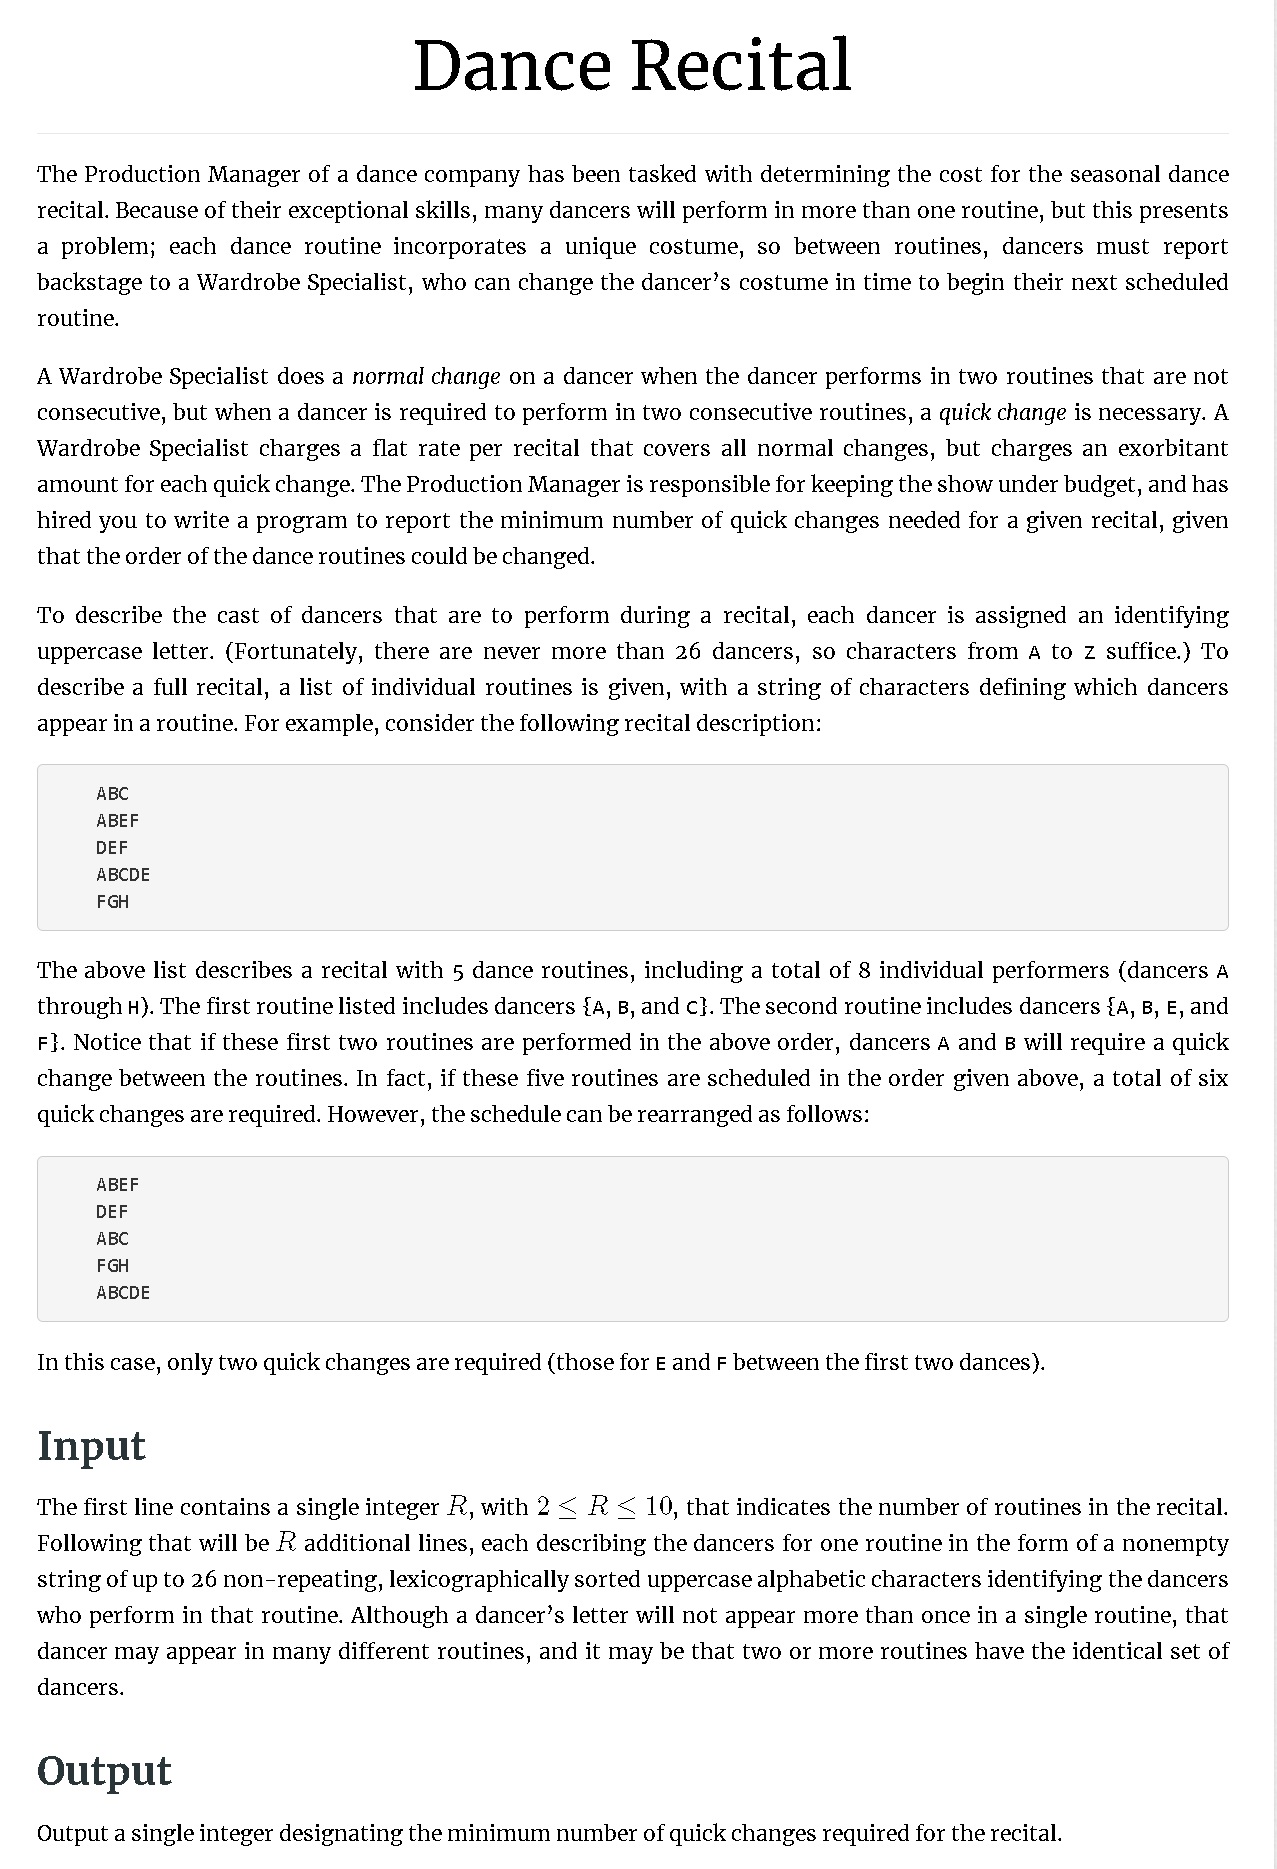 Dance Recital
The Production Manager of a dance company has been tasked with determining the cost for the seasonal dance
recital. Because of their exceptional skills, many dancers will perform in more than one routine, but this presents
a problem; each dance routine incorporates a unique costume, so between routines, dancers must report
backstage to a Wardrobe Specialist, who can change the dancer’s costume in time to begin their next scheduled
routine.
A Wardrobe Specialist does a normal change on a dancer when the dancer performs in two routines that are not
consecutive, but when a dancer is required to perform in two consecutive routines, a quick change is necessary. A
Wardrobe Specialist charges a flat rate per recital that covers all normal changes, but charges an exorbitant
amount for each quick change. The Production Manager is responsible for keeping the show under budget, and has
hired you to write a program to report the minimum number of quick changes needed for a given recital, given
that the order of the dance routines could be changed.
To describe the cast of dancers that are to perform during a recital, each dancer is assigned an identifying
uppercase letter. (Fortunately, there are never more than 26 dancers, so characters from A to Z suffice.) To
describe a full recital, a list of individual routines is given, with a string of characters defining which dancers
appear in a routine. For example, consider the following recital description:
ABC
ABEF
DEF
ABCDE
FGH
The above list describes a recital with 5 dance routines, including a total of 8 individual performers (dancers A
through H). The first routine listed includes dancers {A, B, and C}. The second routine includes dancers {A, B, E, and
F}. Notice that if these first two routines are performed in the above order, dancers A and B will require a quick
change between the routines. In fact, if these five routines are scheduled in the order given above, a total of six
quick changes are required. However, the schedule can be rearranged as follows:
ABEF
DEF
ABC
FGH
ABCDE
In this case, only two quick changes are required (those for E and F between the first two dances).
Input
The first line contains a single integer R, with 2 ≤ R ≤ 10, that indicates the number of routines in the recital.
Following that will be R additional lines, each describing the dancers for one routine in the form of a nonempty
string of up to 26 non-repeating, lexicographically sorted uppercase alphabetic characters identifying the dancers
who perform in that routine. Although a dancer’s letter will not appear more than once in a single routine, that
dancer may appear in many different routines, and it may be that two or more routines have the identical set of
dancers.
Output
Output a single integer designating the minimum number of quick changes required for the recital.